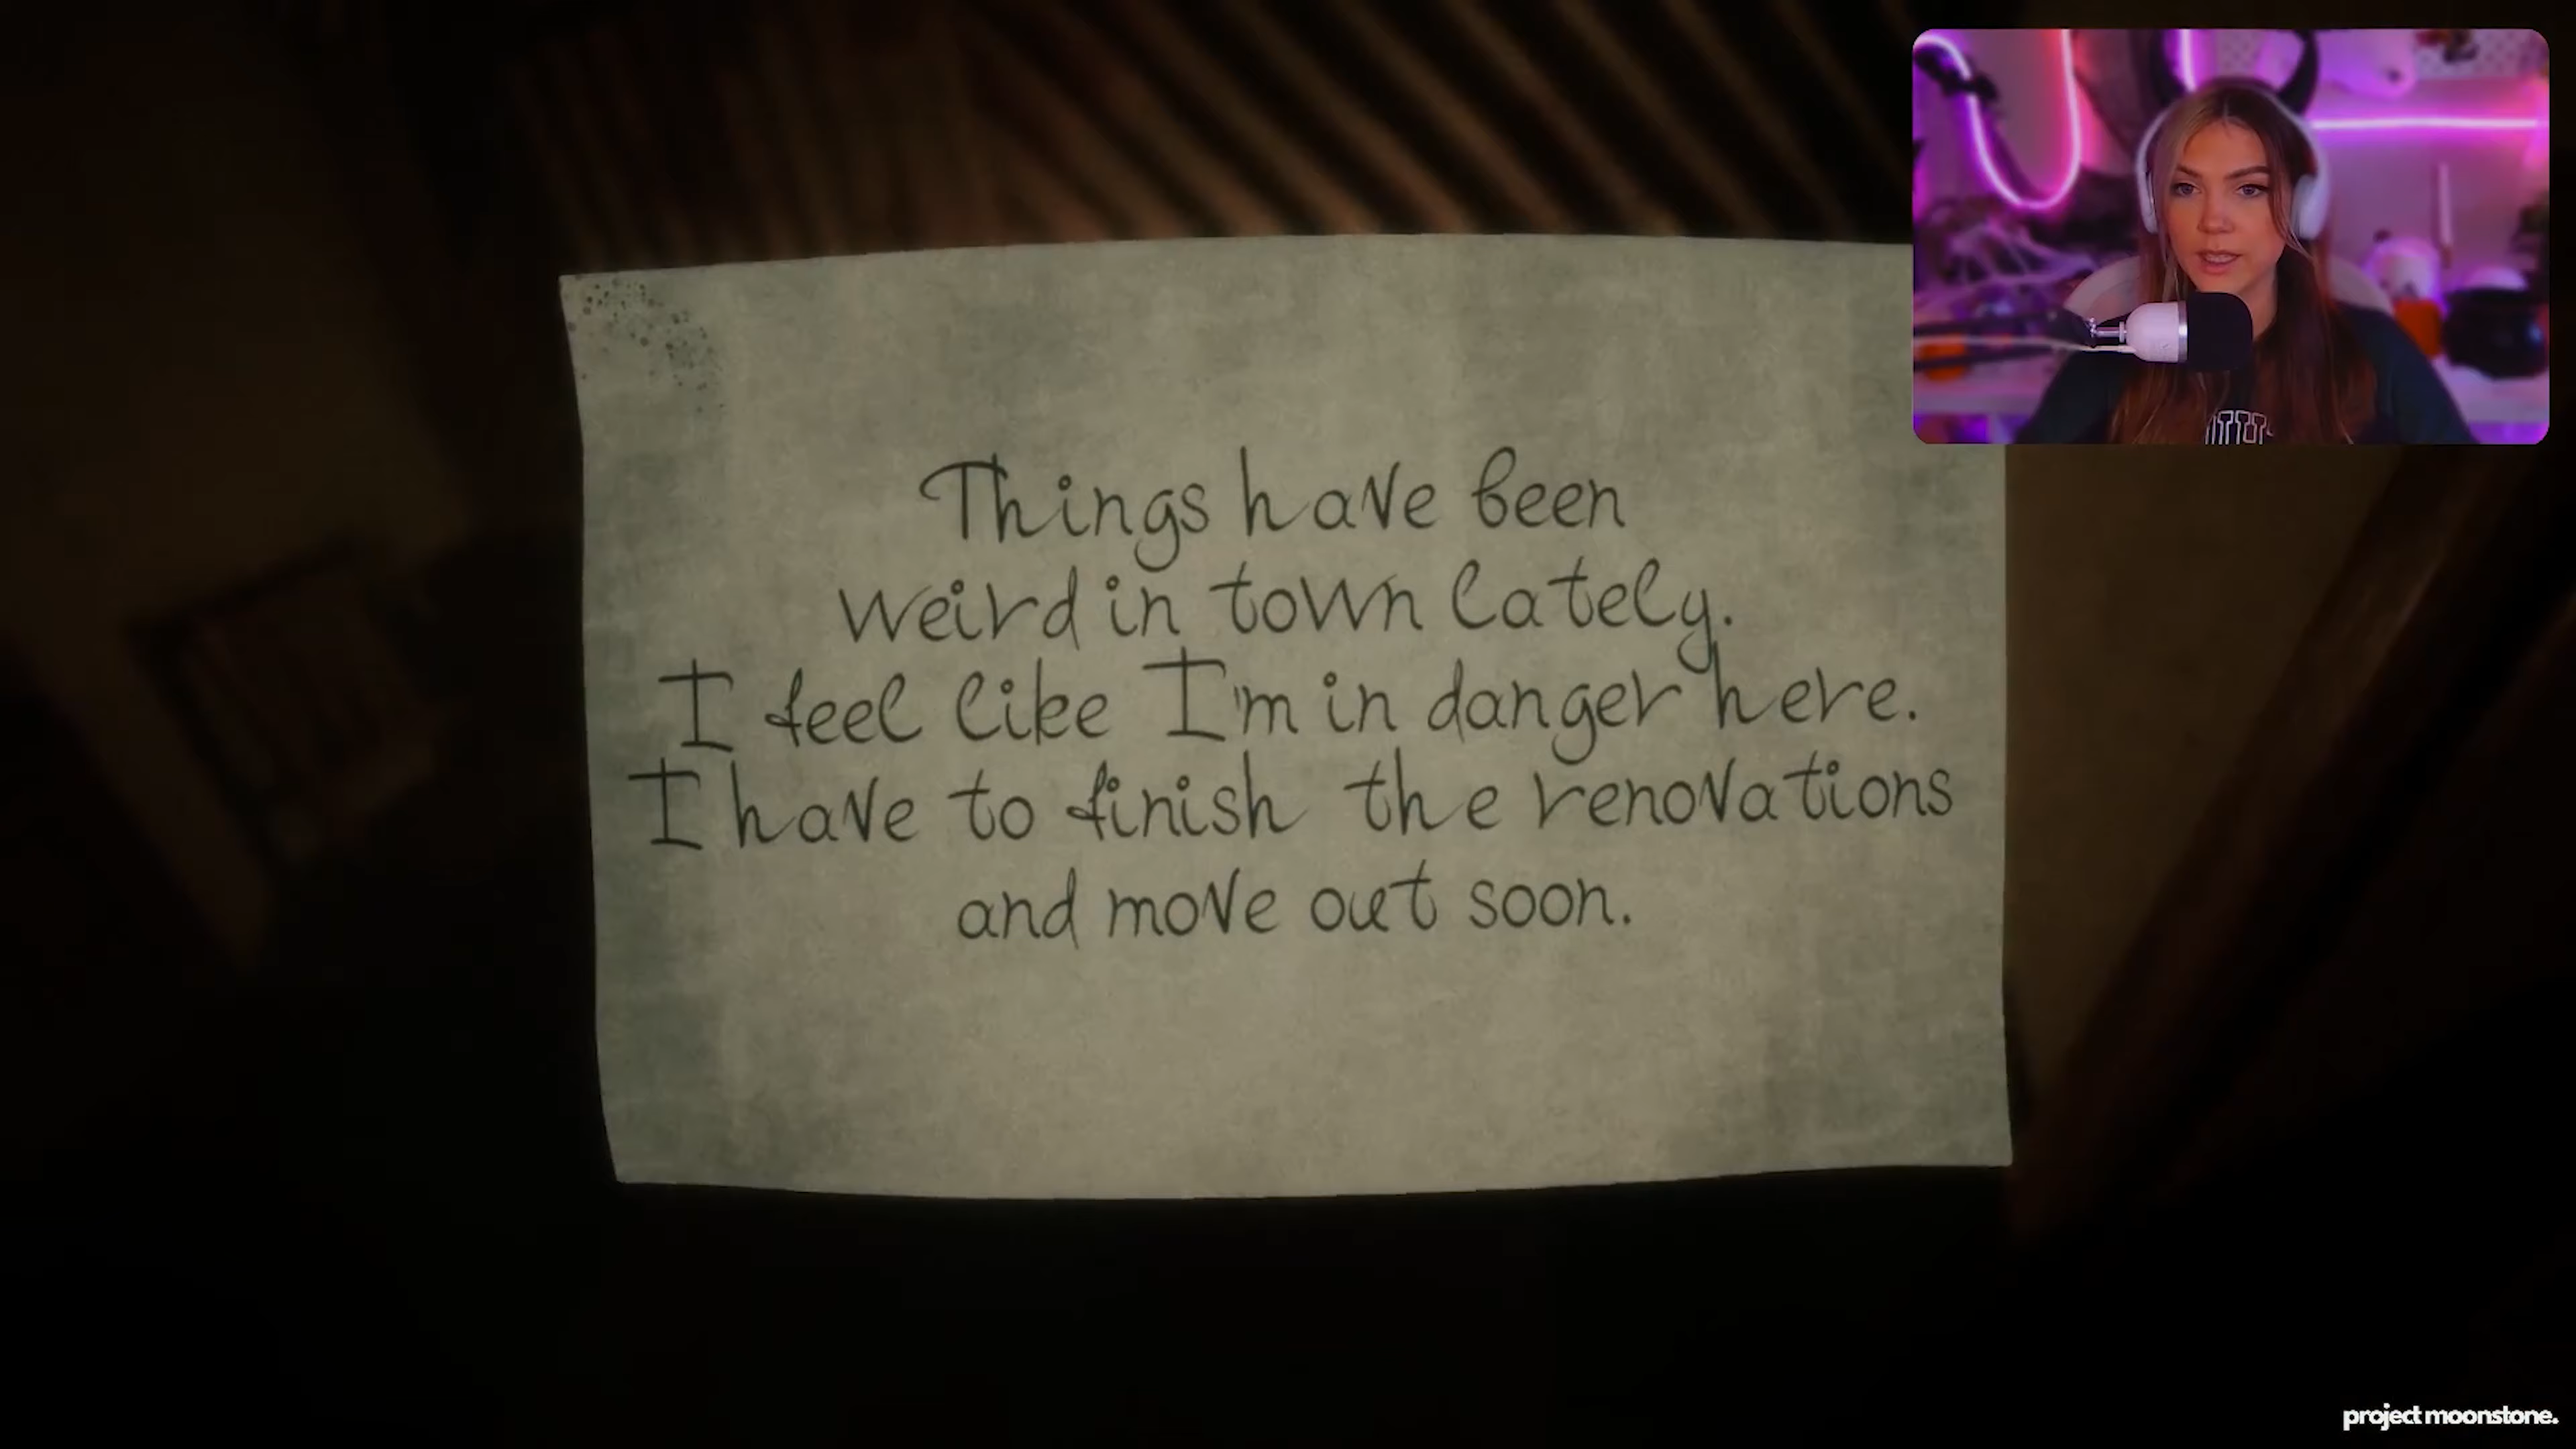 Things have been
weird in town lately.
I feel like I'm in danger here.
I have to finish the renovations
and move out soon.
project moonstone.